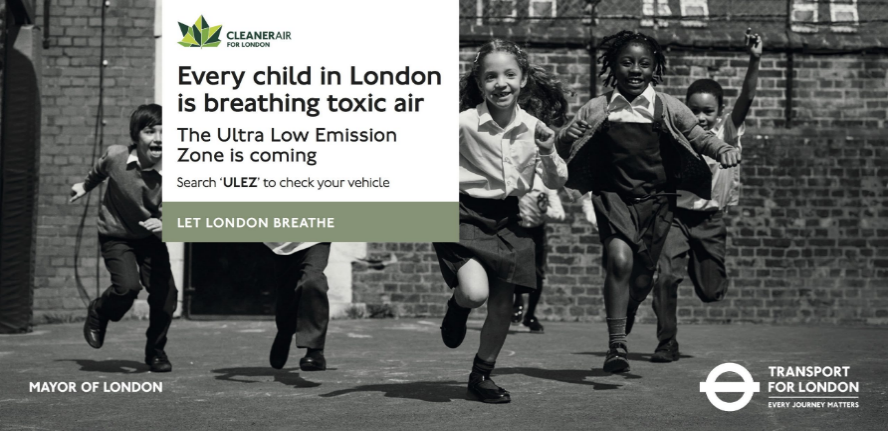 CLEANERAIR
FOR LONDON
Every child in London
is breathing toxic air
The Ultra Low Emission
Zone is coming
Search ‘ULEZ’ to check your vehicle
LET LONDON BREATHE
MAYOR OF LONDON
TRANSPORT
FOR LONDON
EVERY JOURNEY MATTERS